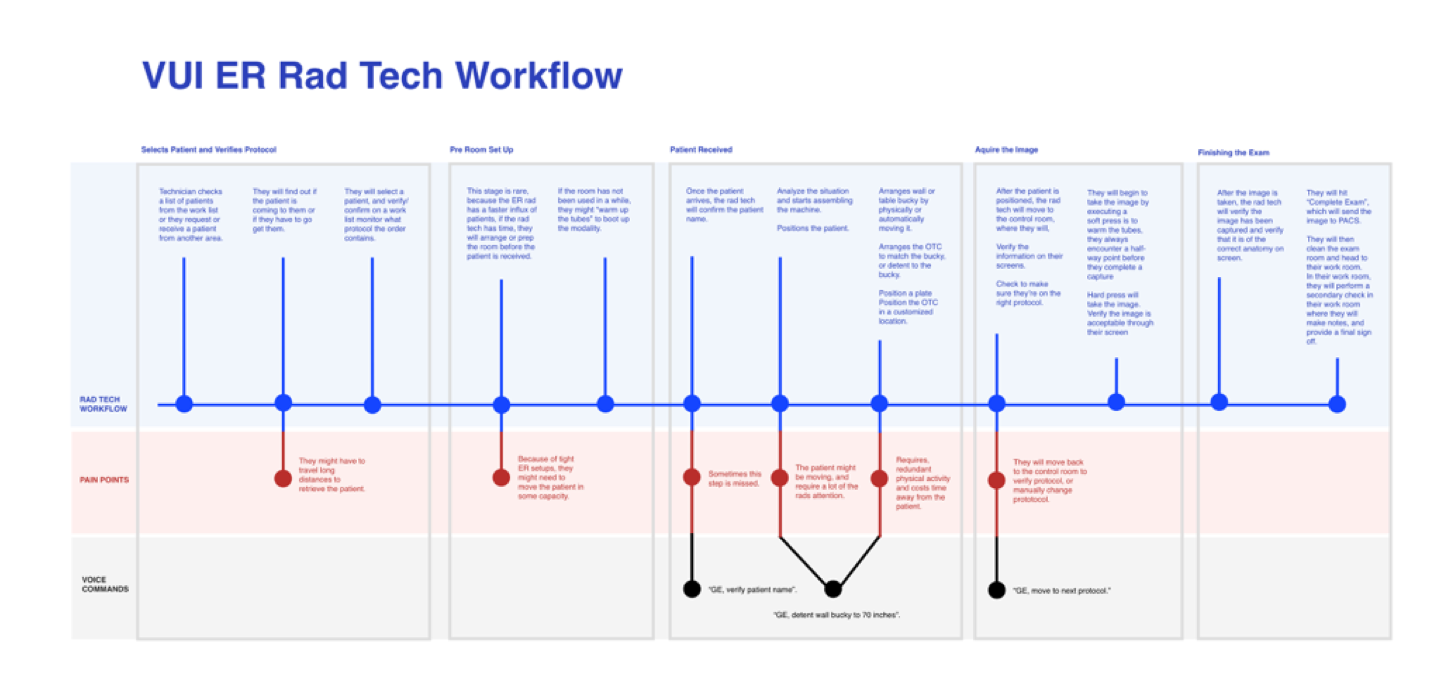 VUI ER Rad Tech Workflow
Selects Patient and Verifies Protocol
Technician checks
a list of patients
from the work list
or they request or
receive a patient
from another area.
They will find out if
the patient is
coming to them or
if they have to go
get them.
They will select a
patient, and verify/
confirm on a work
list monitor what
protocol the order
contains.
Pre Room Set Up
This stage is rare,
because the ER rad
has a faster influx of
patients, if the rad
tech has time, they
will arrange or prep
the room before the
patient is received.
If the room has not
been used in a while,
they might "warm up
the tubes" to boot up
the modality.
Patient Received
Once the patient
arrives, the rad tech
will confirm the patient
name.
Analyze the situation
and starts assembling
the machine.
Positions the patient.
Arranges wall or
table bucky by
physically or
automatically
moving it.
Arranges the OTC
to match the bucky,
or detent to the
bucky.
Position a plate
Position the OTC
in a customized
location.
Aquire the Image
After the patient is
positioned, the rad
tech will move to
the control room,
where they will,
Verify the
information on their
screens.
Check to make
sure they're on the
right protocol.
They will begin to
take the image by
executing a
soft press is to
warm the tubes,
they always
encounter a half-
way point before
they complete a
capture
Hard press will
take the image.
Verify the image is
acceptable through
their screen
Finishing the Exam
After the image is
taken, the rad tech
will verify the
image has been
captured and verify
that it is of the
correct anatomy on
screen.
They will hit
"Complete Exam",
which will send the
image to PACS.
They will then
clean the exam
room and head to
their work room.
In their work room,
they will perform a
secondary check in
their work room
where they will
make notes, and
provide a final sign
off.
RAD TECH
WORKFLOW
PAIN POINTS
They might have to
travel long
distances to
retrieve the patient.
Because of tight
ER setups, they
might need to
move the patient in
some capacity.
Sometimes this
step is missed.
The patient might
be moving, and
require a lot of the
rads attention.
Requires,
redundant
physical activity
and costs time
away from the
patient.
They will move back
to the control room to
verify protocol, or
manually change
prototocol.
VOICE
COMMANDS
"GE, verify patient name".
"GE, detent wall bucky to 70 inches".
"GE, move to next protocol."